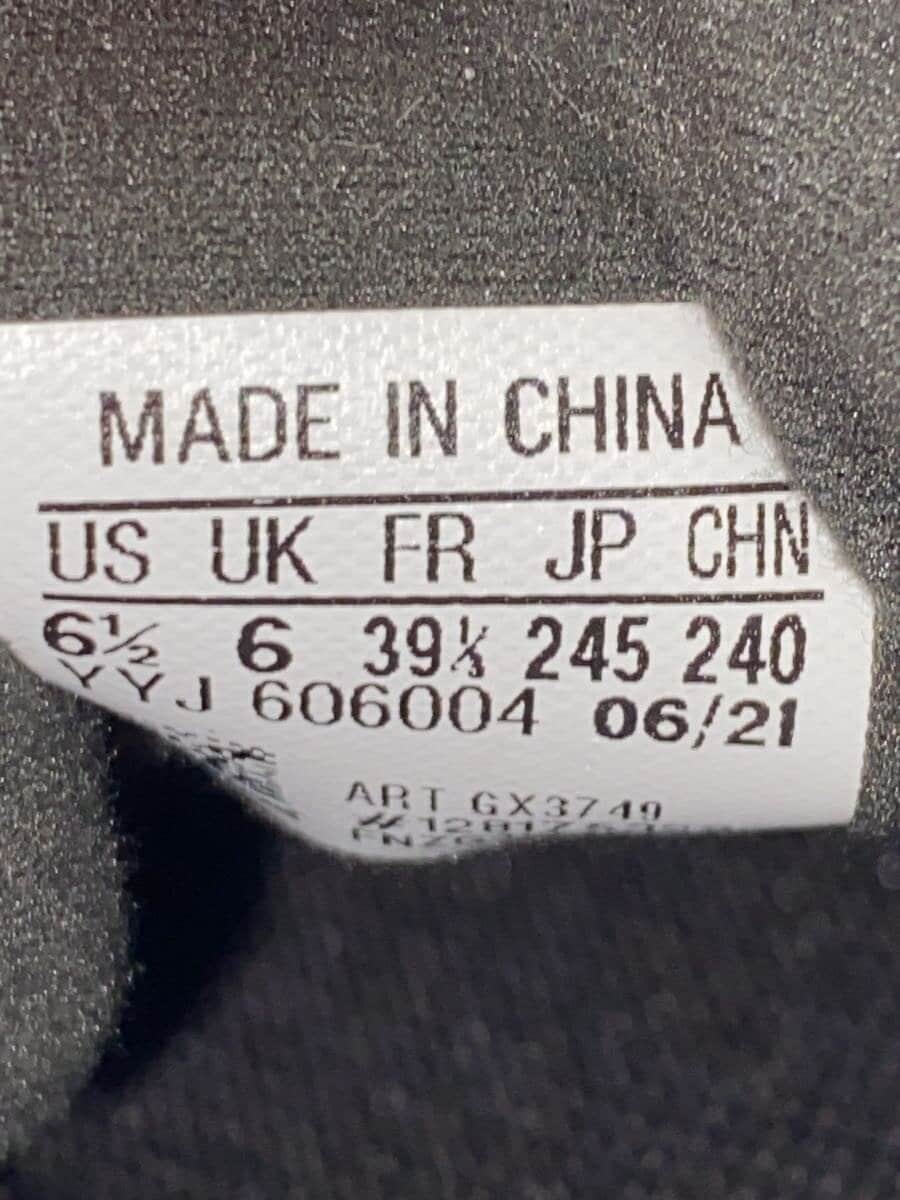 MADE IN CHINA
US UK FR JP CHN
6½ 6 39⅓ 245 240
YYJ 606004 06/21
ART GX3749